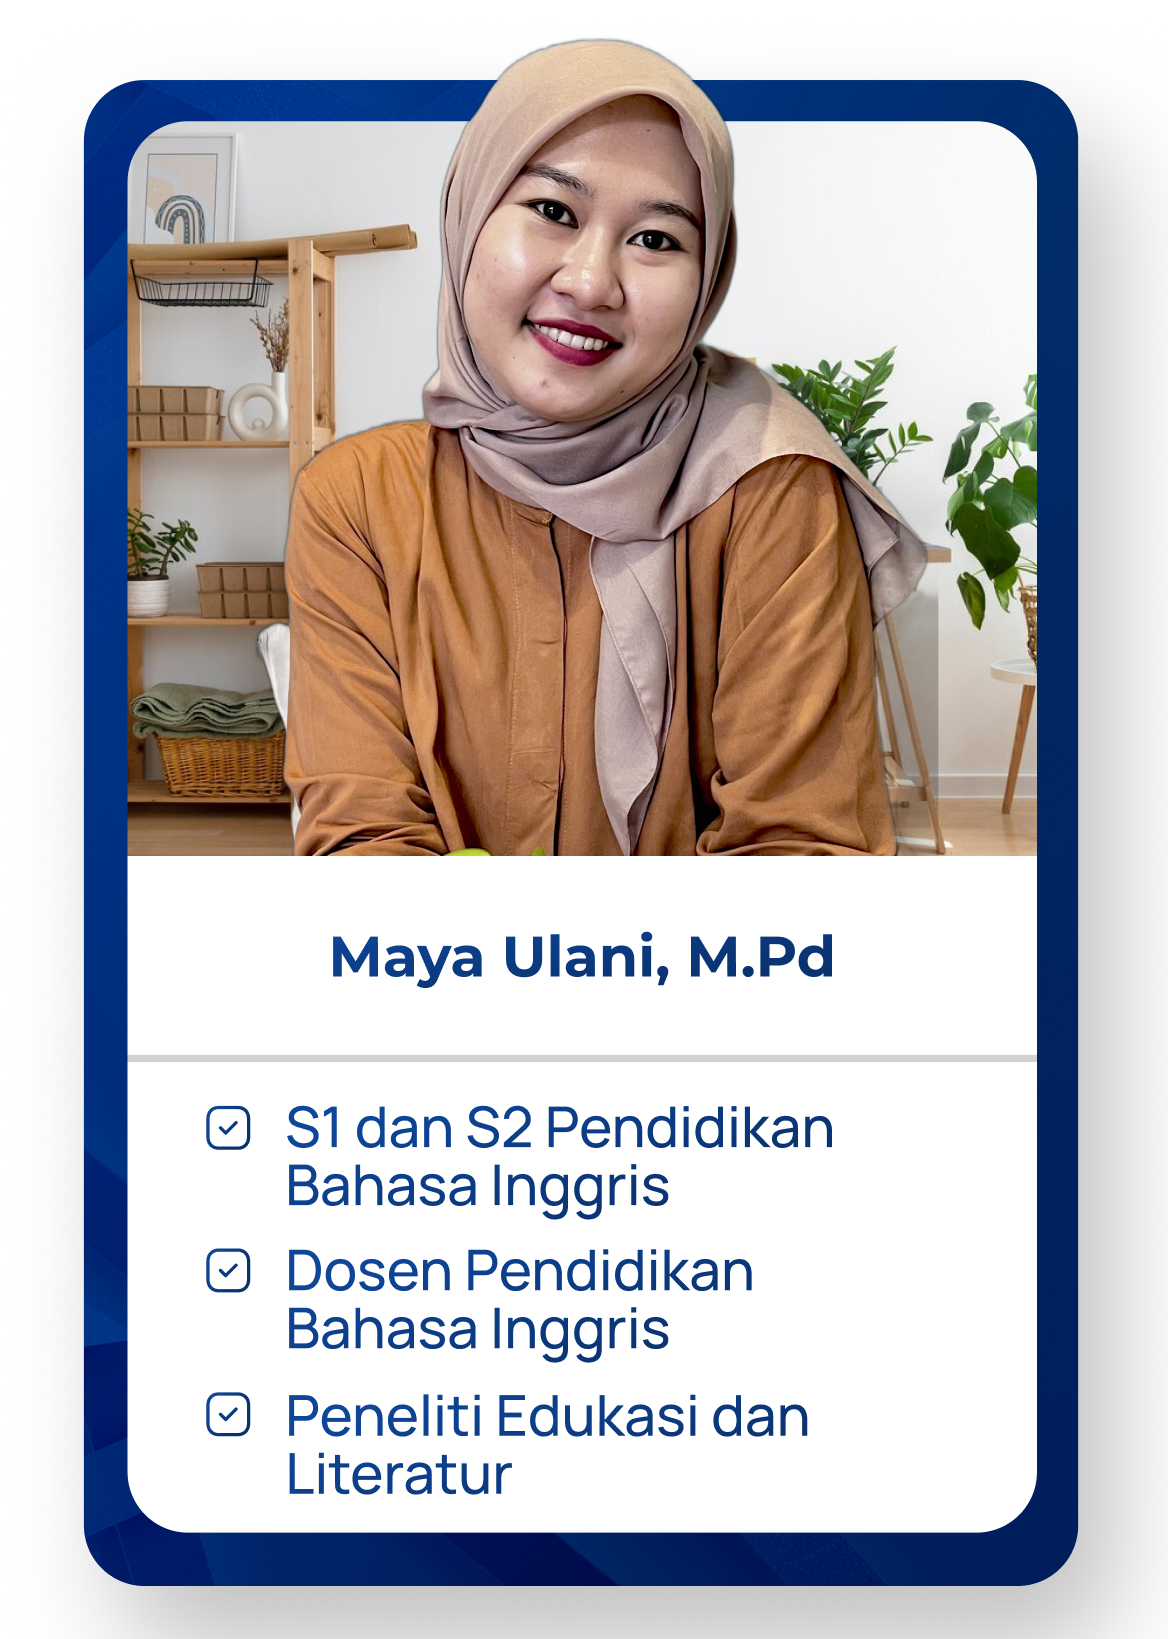 Maya Ulani, M.Pd
S1 dan S2 Pendidikan
Bahasa Inggris
Dosen Pendidikan
Bahasa Inggris
Peneliti Edukasi dan
Literatur